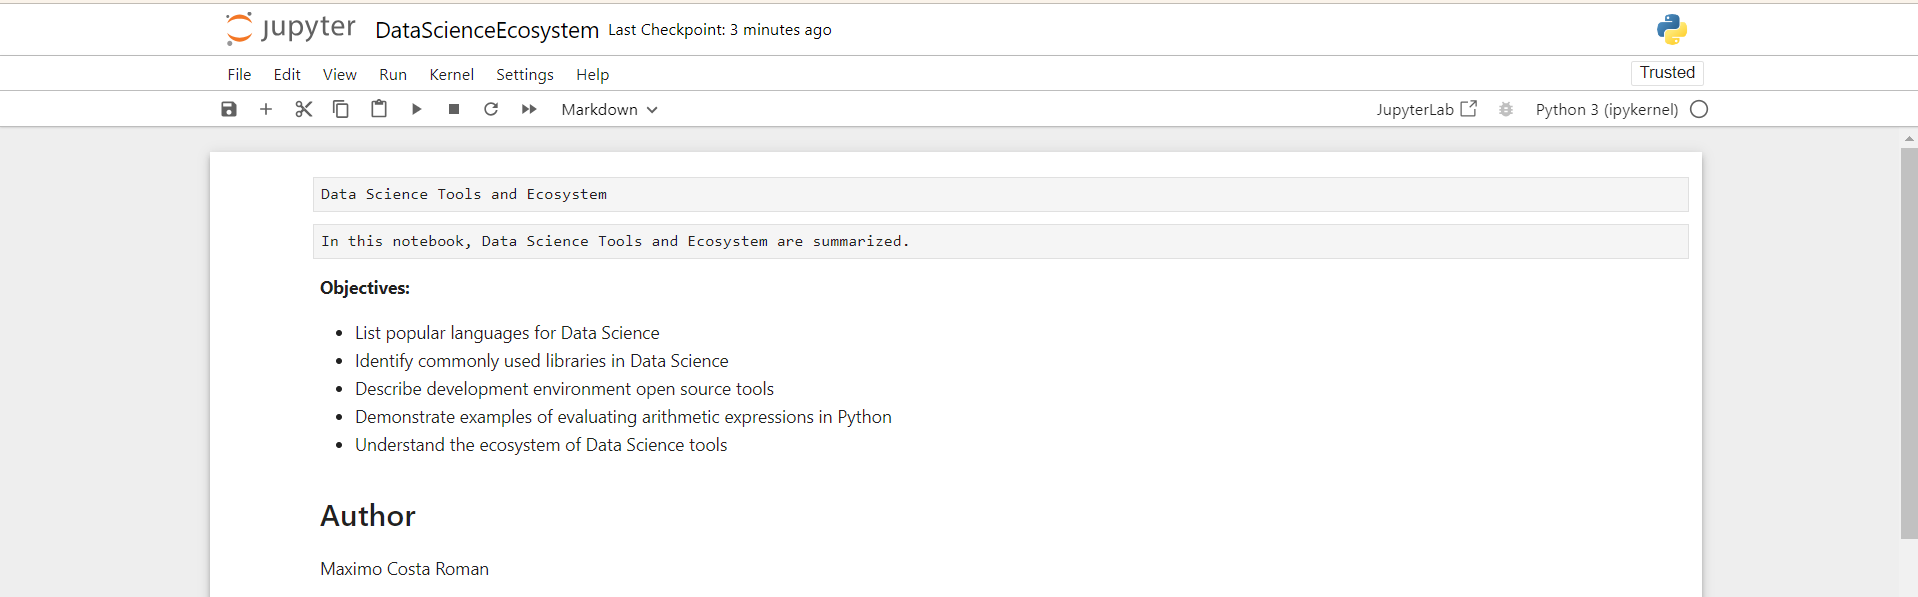 jupyter DataScienceEcosystem Last Checkpoint: 3 minutes ago
File Edit View Run Kernel Settings Help Trusted
Markdown JupyterLab Python 3 (ipykernel)
Data Science Tools and Ecosystem
In this notebook, Data Science Tools and Ecosystem are summarized.
Objectives:
• List popular languages for Data Science
• Identify commonly used libraries in Data Science
• Describe development environment open source tools
• Demonstrate examples of evaluating arithmetic expressions in Python
• Understand the ecosystem of Data Science tools
Author
Maximo Costa Roman